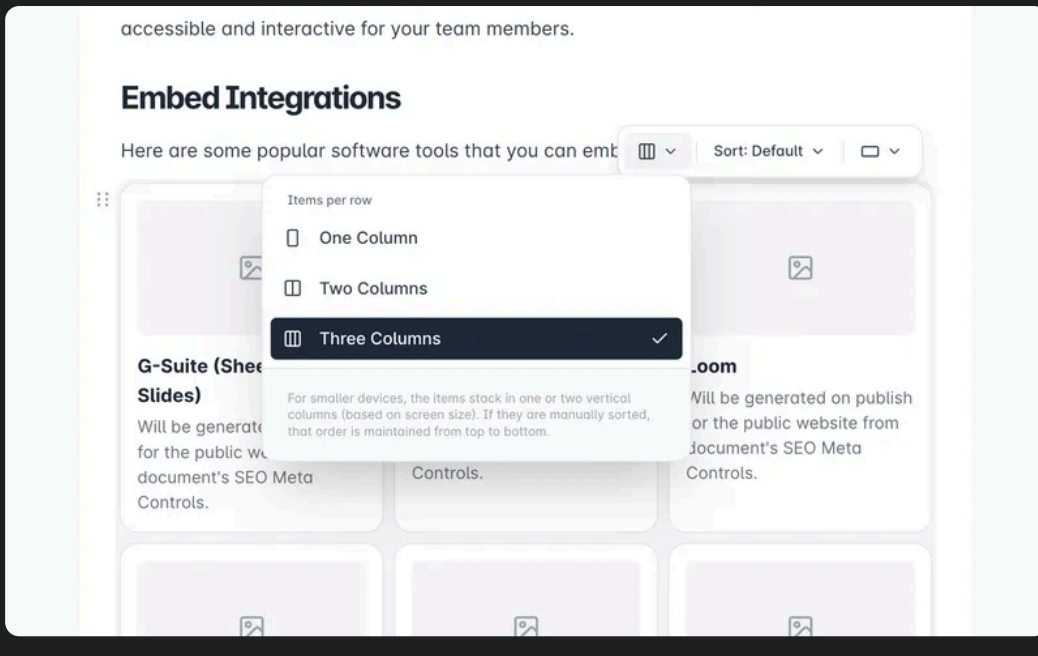 accessible and interactive for your team members.
Embed Integrations
Here are some popular software tools that you can emb
Sort: Default
Items per row
One Column
Two Columns
Three Columns
For smaller devices, the items stack in one or two vertical
columns (based on screen size). If they are manually sorted,
that order is maintained from top to bottom.
G-Suite (Shee
Slides)
Will be generate
for the public we
document's SEO Meta
Controls.
Controls.
Loom
Will be generated on publish
for the public website from
document's SEO Meta
Controls.